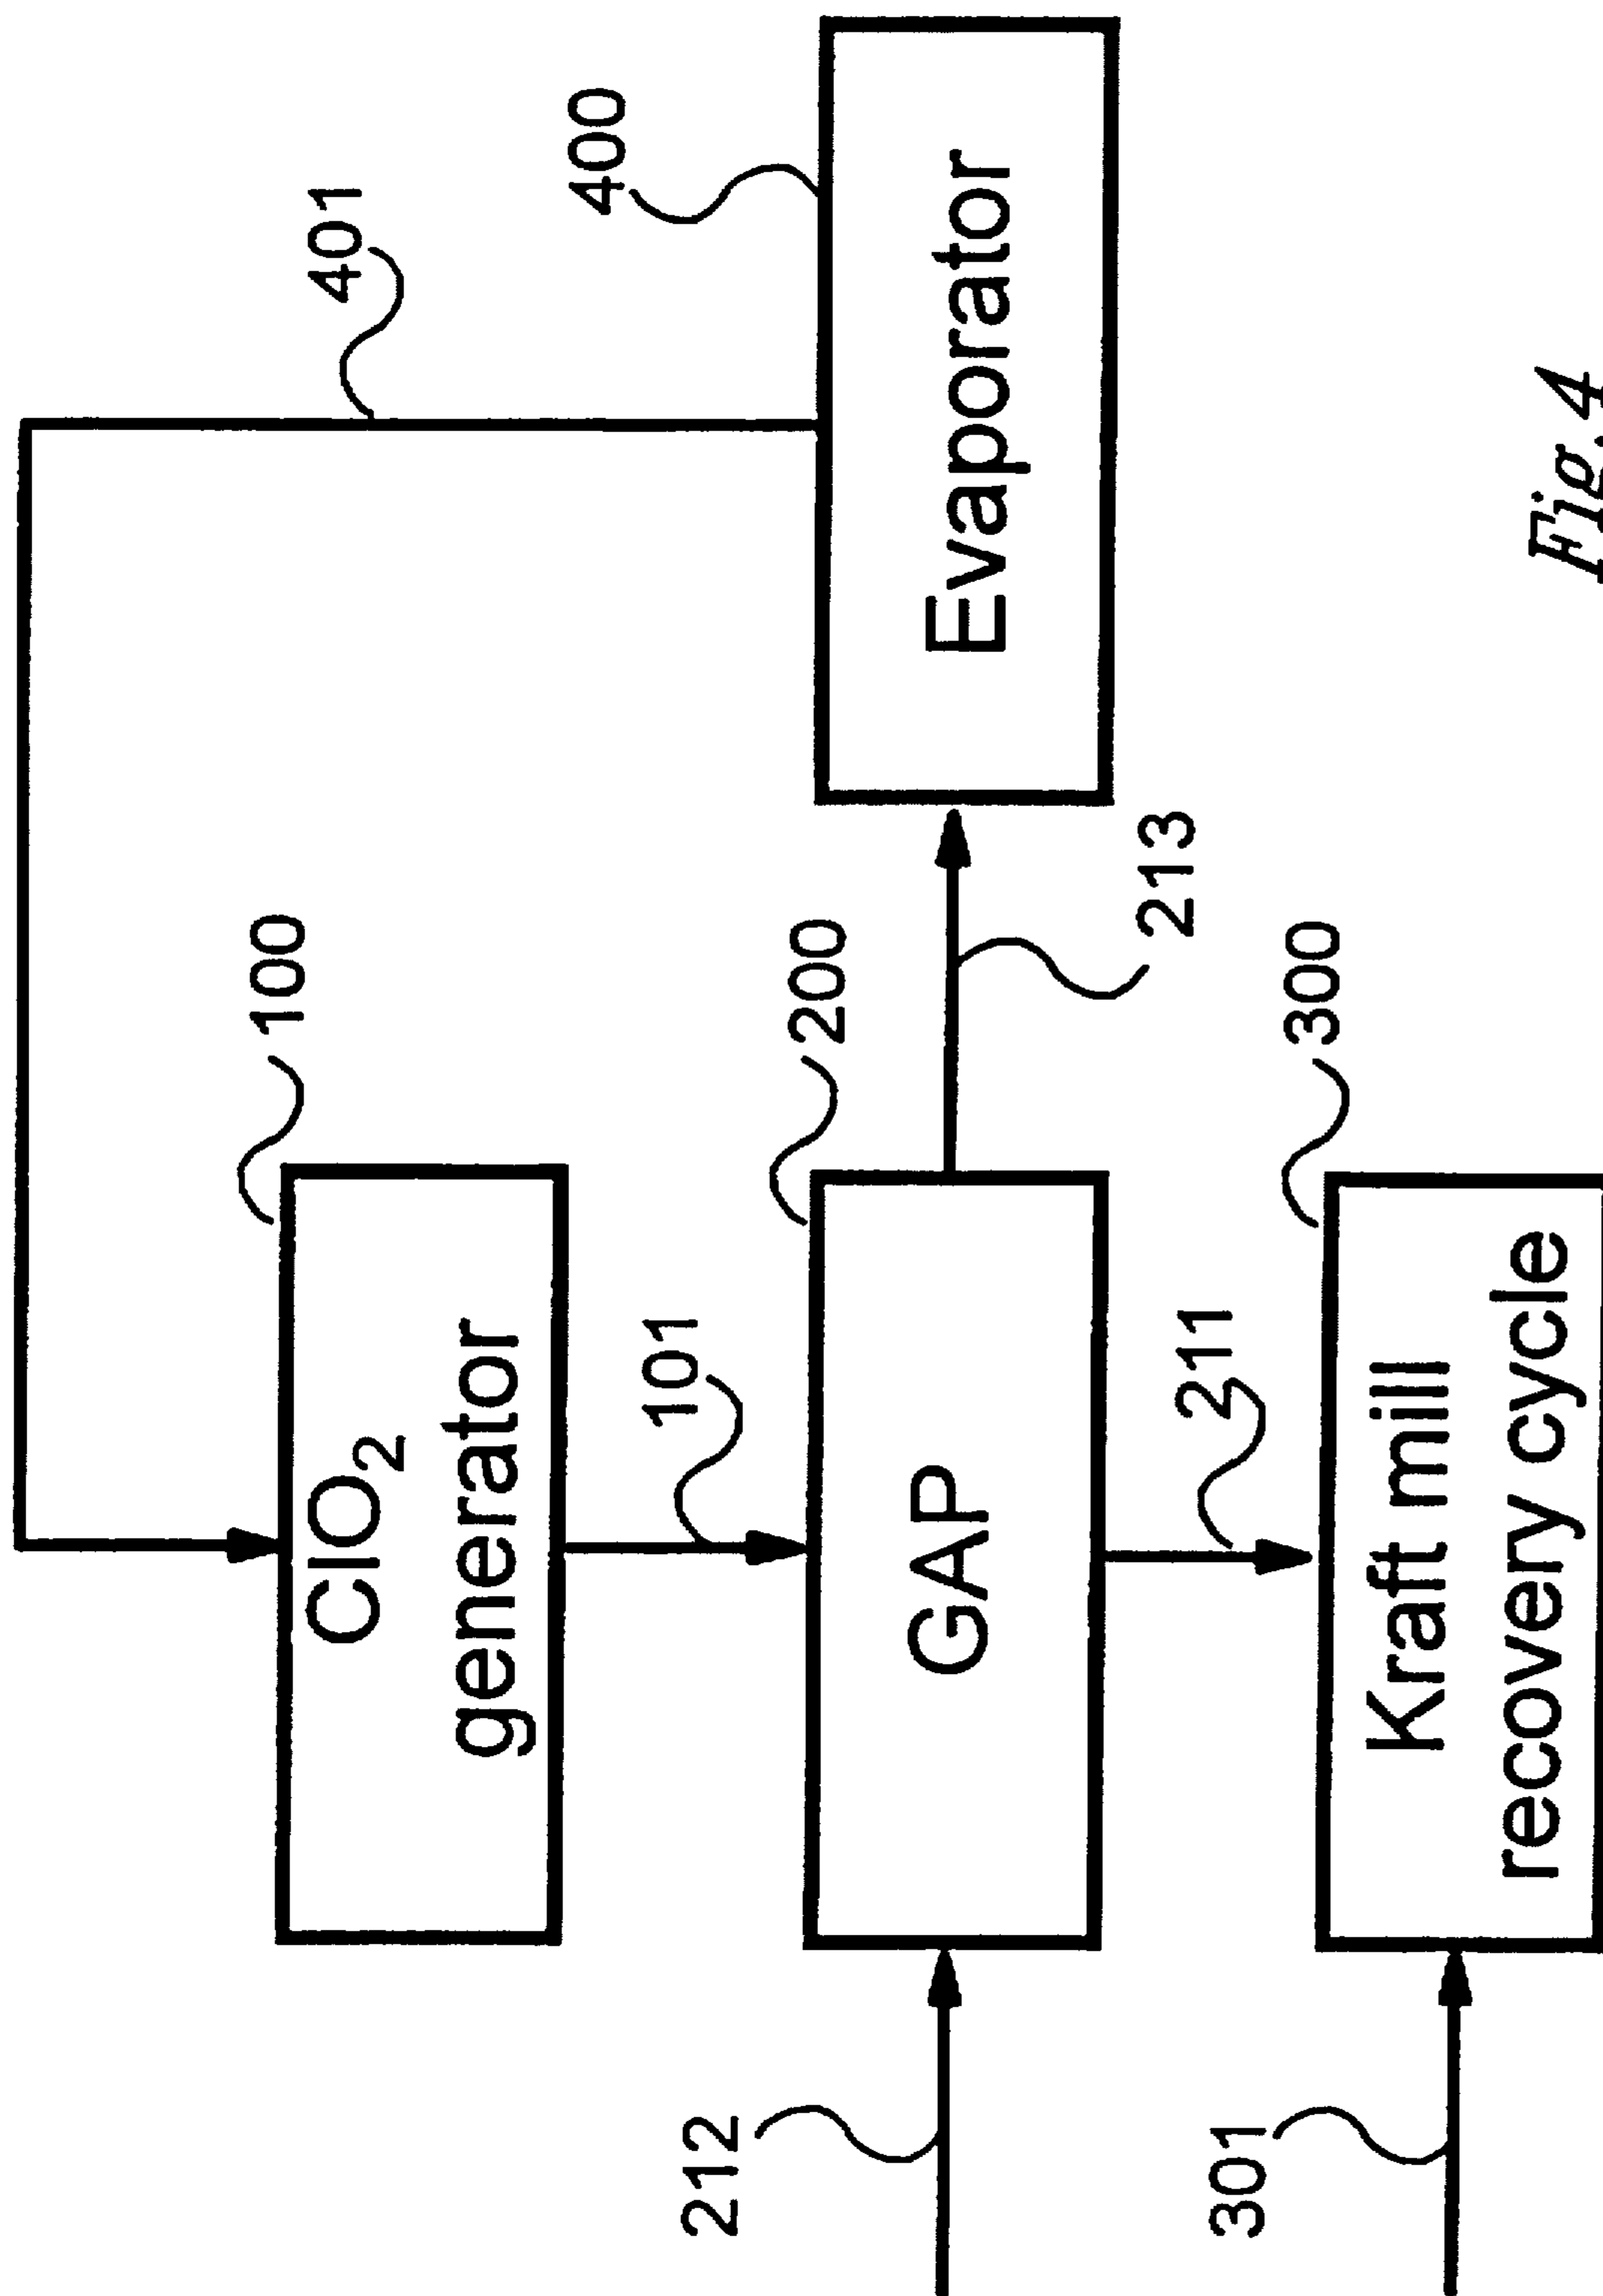 100
401
ClO₂
generator
400
101
212
200
GAP
Evaporator
213
211
301
300
Kraft mill
recovery cycle
Fig.4